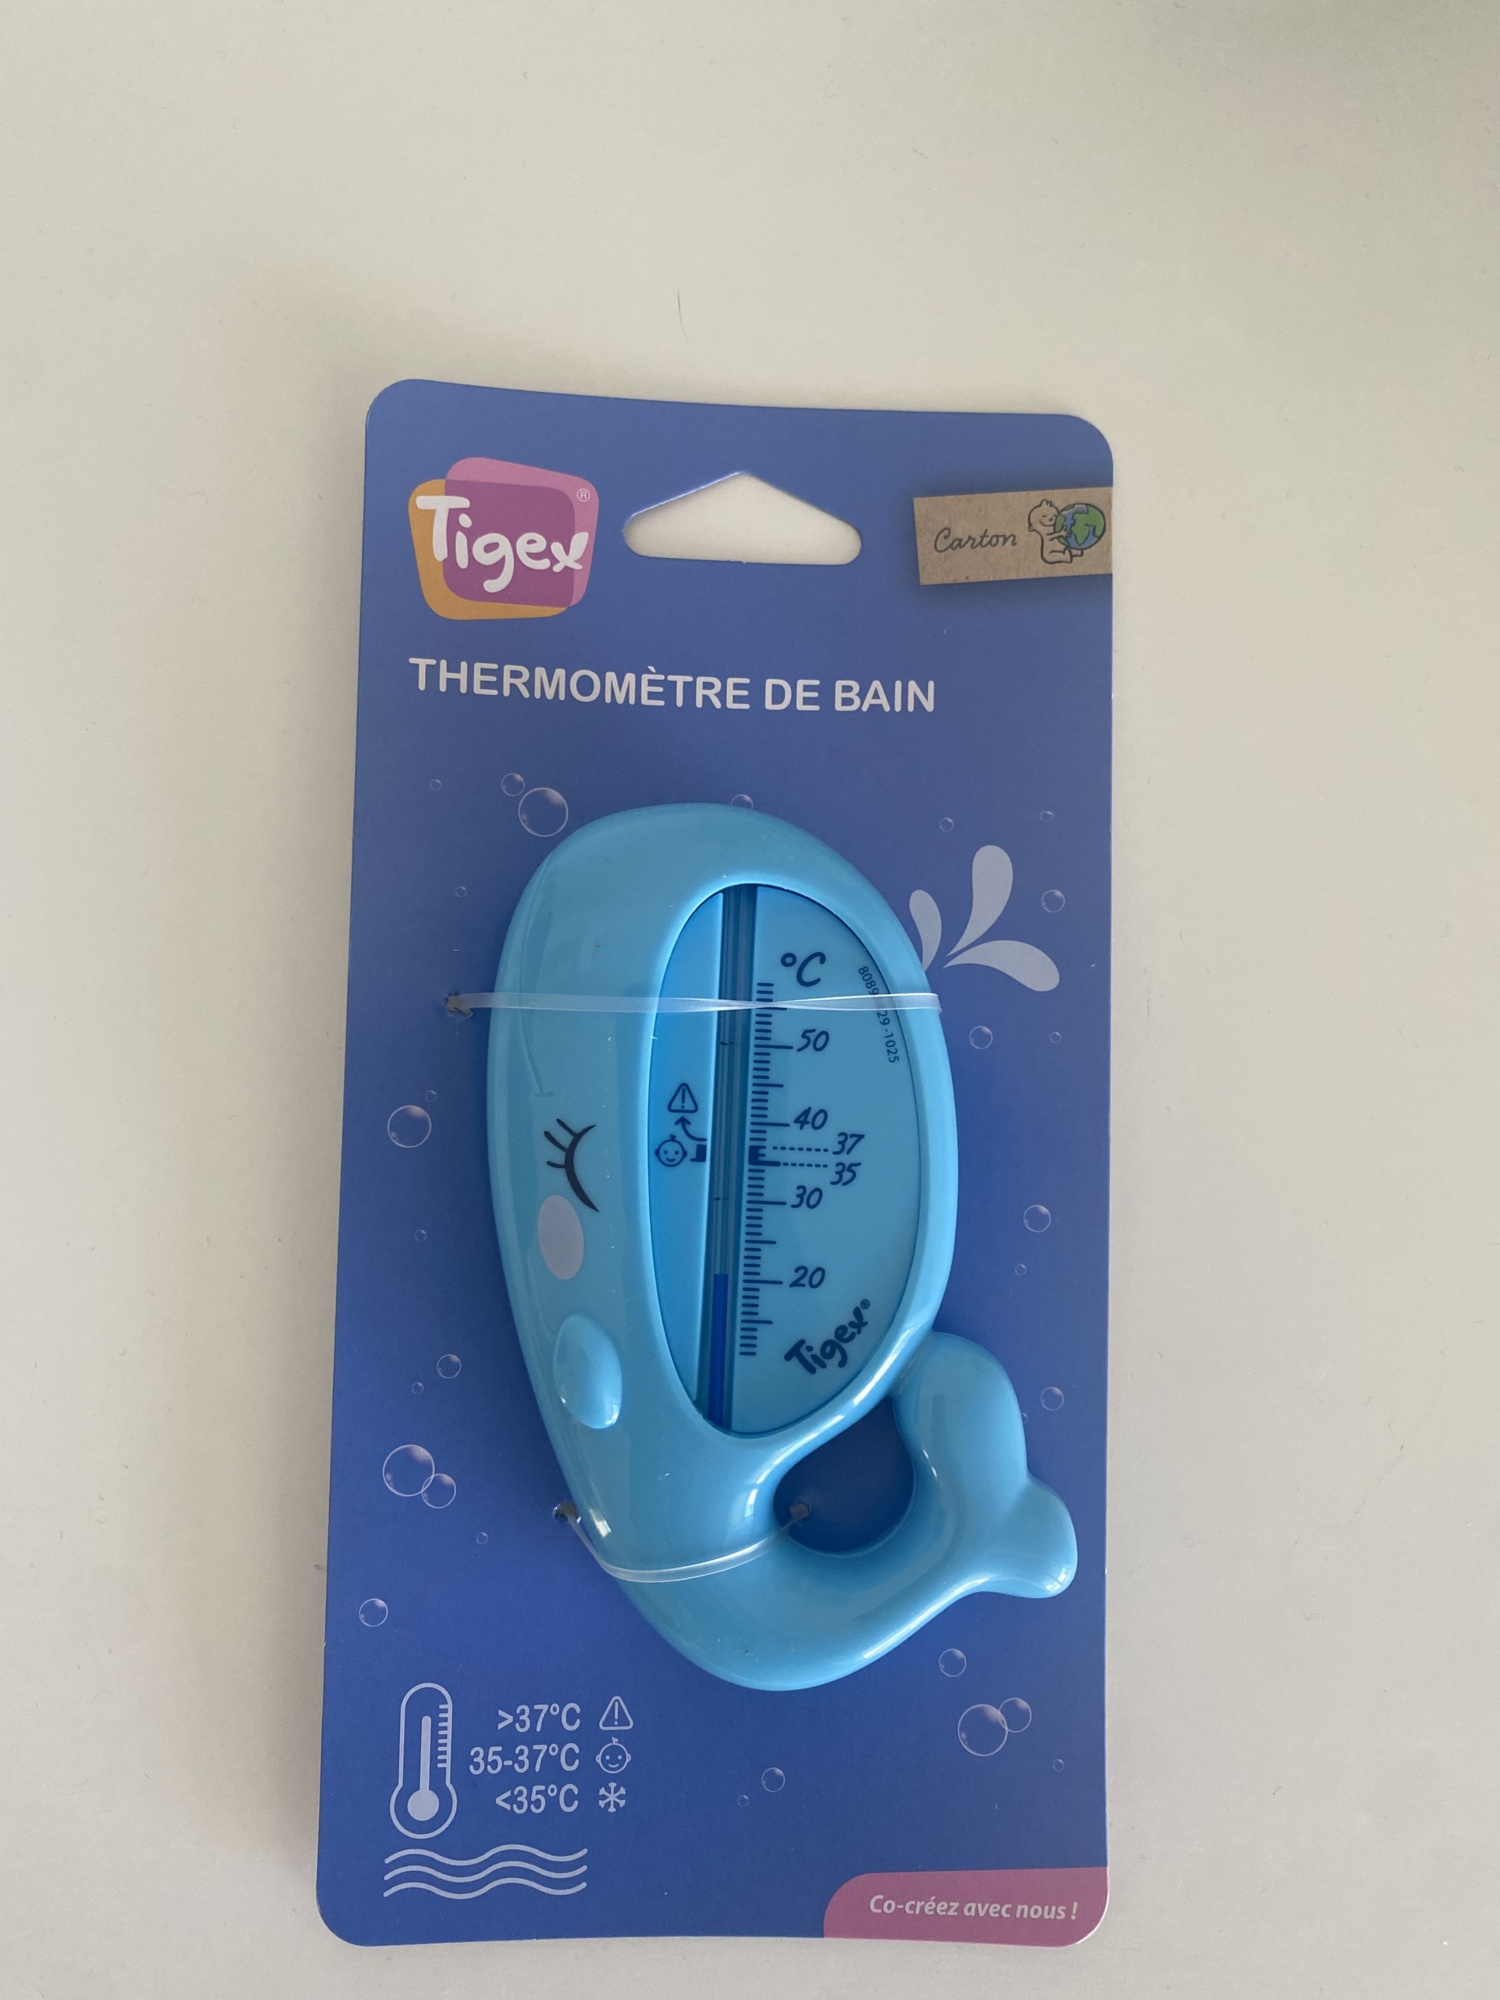 Tigex®
Carton
THERMOMÈTRE DE BAIN
°C
50
40
37
35
30
20
Tigex®
>37°C
35-37°C
<35°C
Co-créez avec nous !